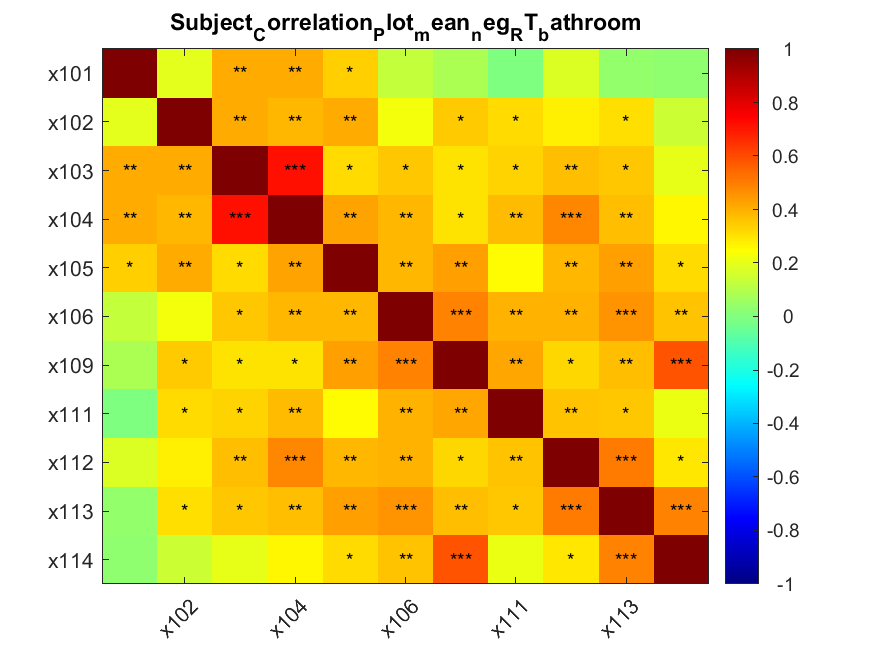 Subject_Correlation_Plot_mean_neg_RT_bathroom
x101 ** ** *
x102 ** ** ** * * *
x103 ** ** *** * * * * ** *
x104 ** ** *** ** ** * ** *** **
x105 * ** * ** ** ** ** ** *
x106 * ** ** *** ** ** *** **
x109 * * * ** *** ** * ** ***
x111 * * ** ** ** ** *
x112 ** *** ** ** * ** *** *
x113 * * ** ** *** ** * *** ***
x114 * ** *** * ***
x102 x104 x106 x111 x113
1
0.8
0.6
0.4
0.2
0
-0.2
-0.4
-0.6
-0.8
-1